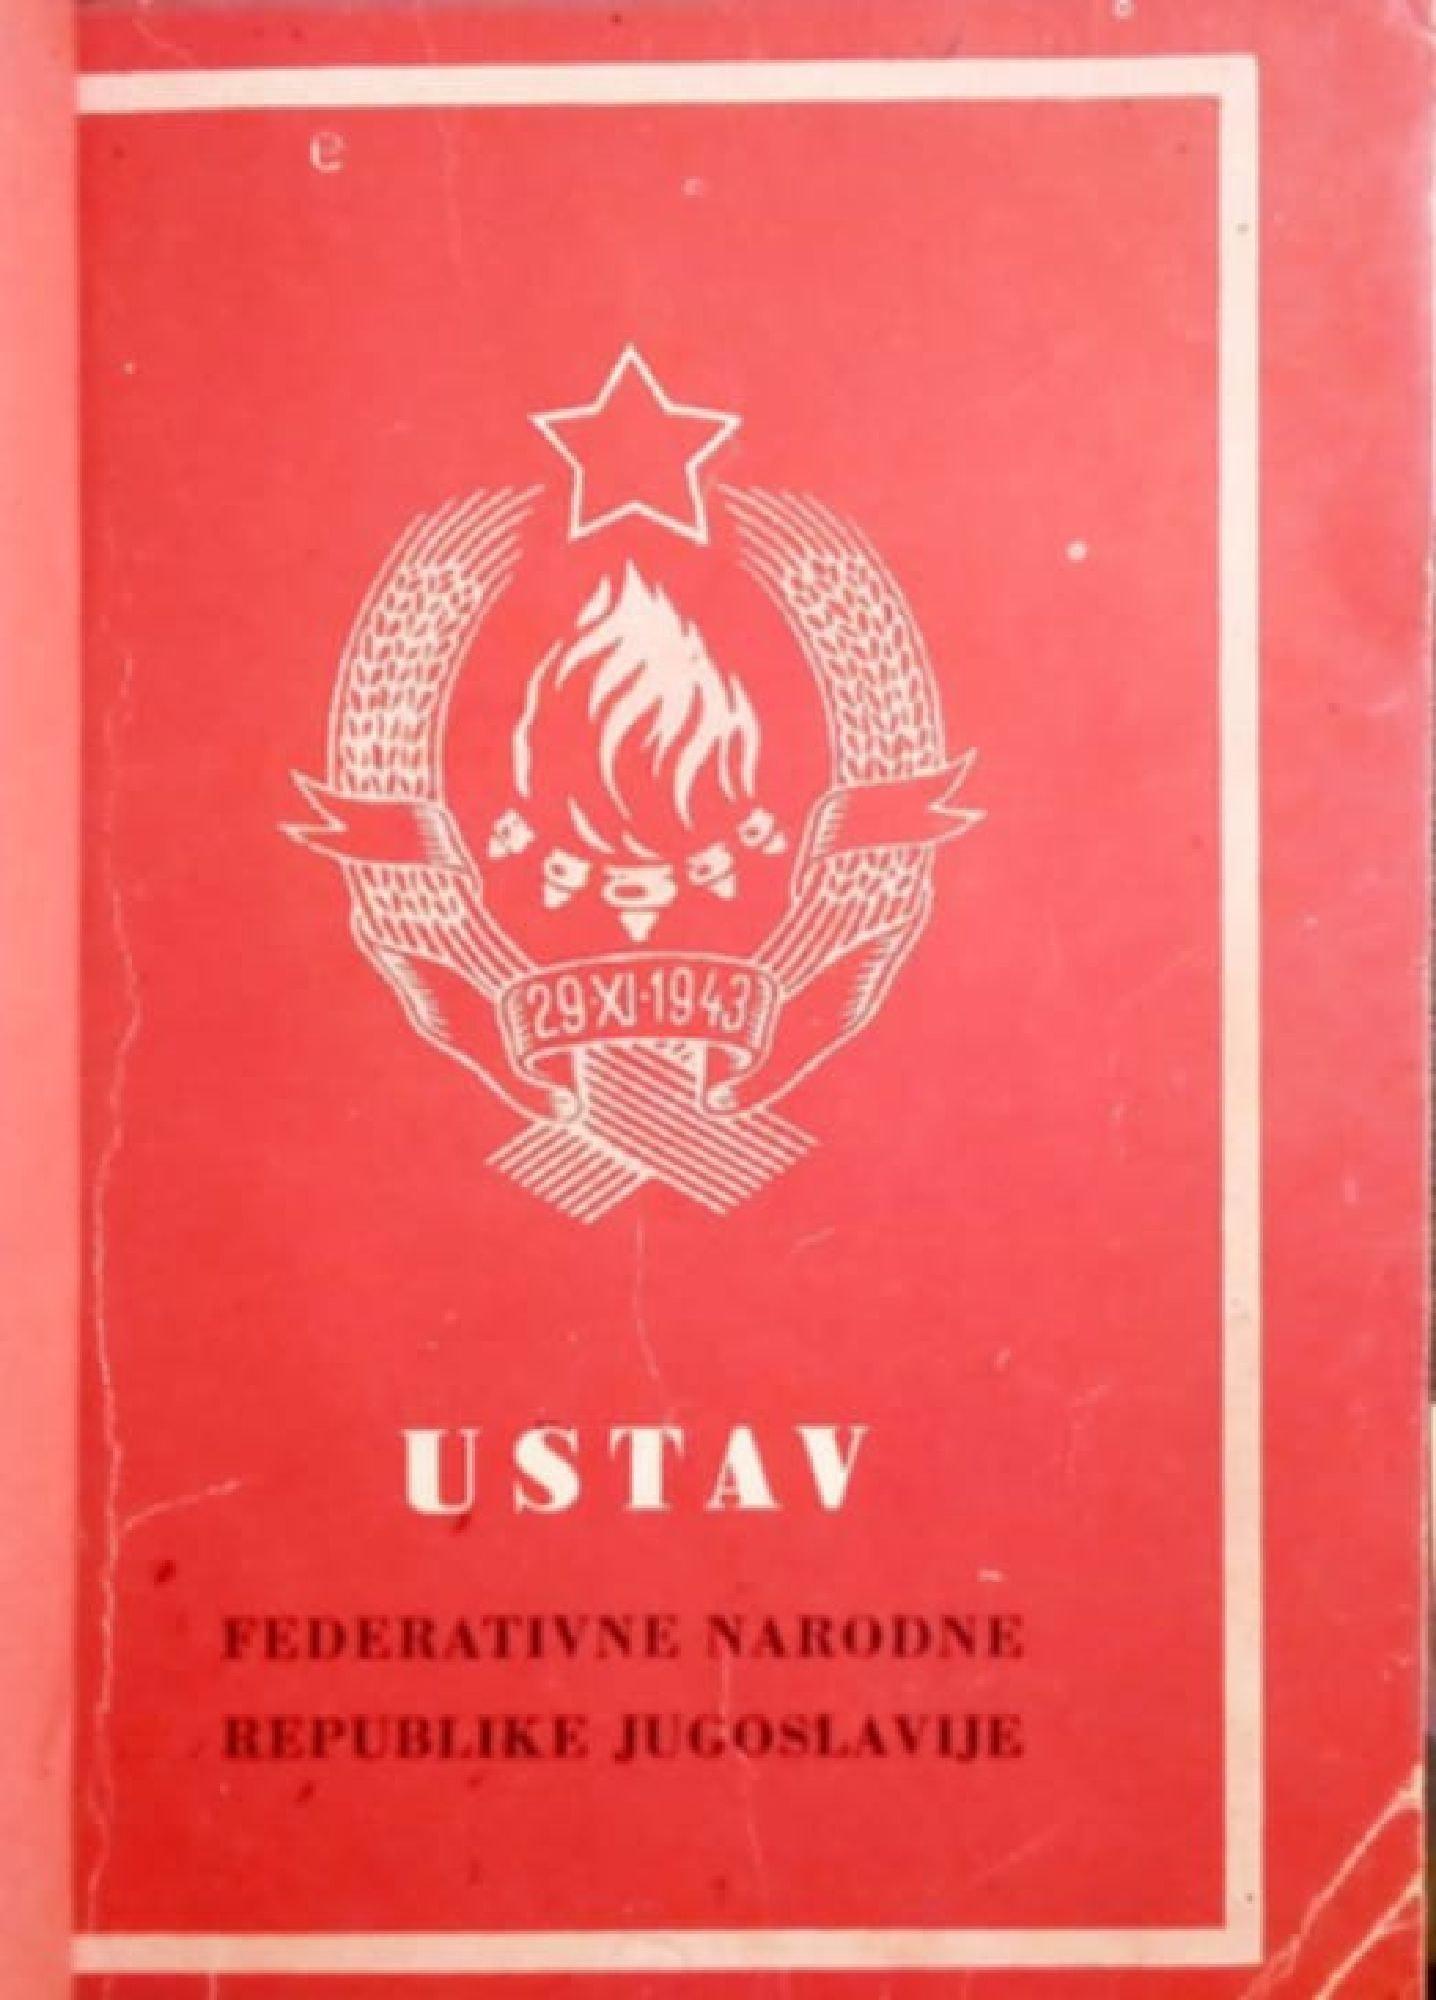 29·XI·1943
USTAV
FEDERATIVNE NARODNE
REPUBLIKE JUGOSLAVIJE